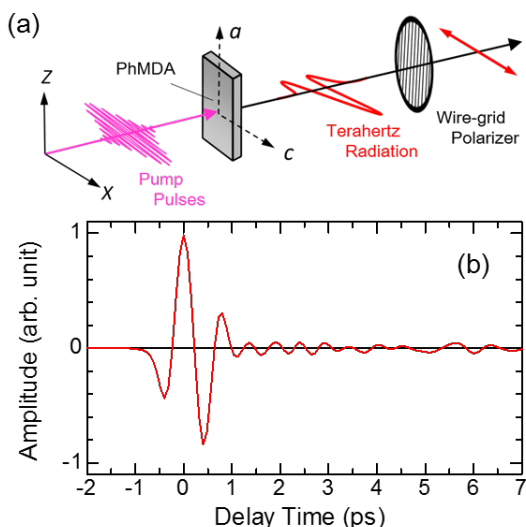 (a)
a
PhMDA
Z
c
X
Pump
Pulses
Terahertz
Radiation
Wire-grid
Polarizer
(b)
Amplitude (arb. unit)
1
0
-1
-2 -1 0 1 2 3 4 5 6 7
Delay Time (ps)